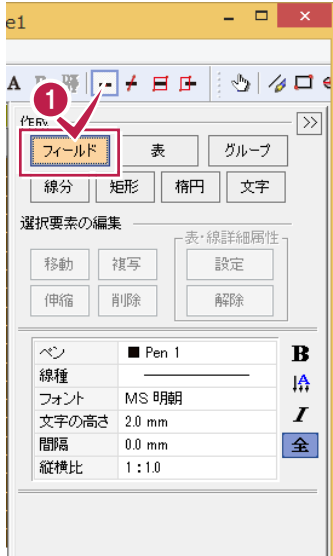 e1
A
1
作成
>>
フィールド 表 グループ
線分 矩形 楕円 文字
選択要素の編集
表・線詳細属性
移動 複写 設定
伸縮 削除 解除
ペン Pen 1 B
線種
フォント MS 明朝 A
文字の高さ 2.0 mm I
間隔 0.0 mm 全
縦横比 1：1.0